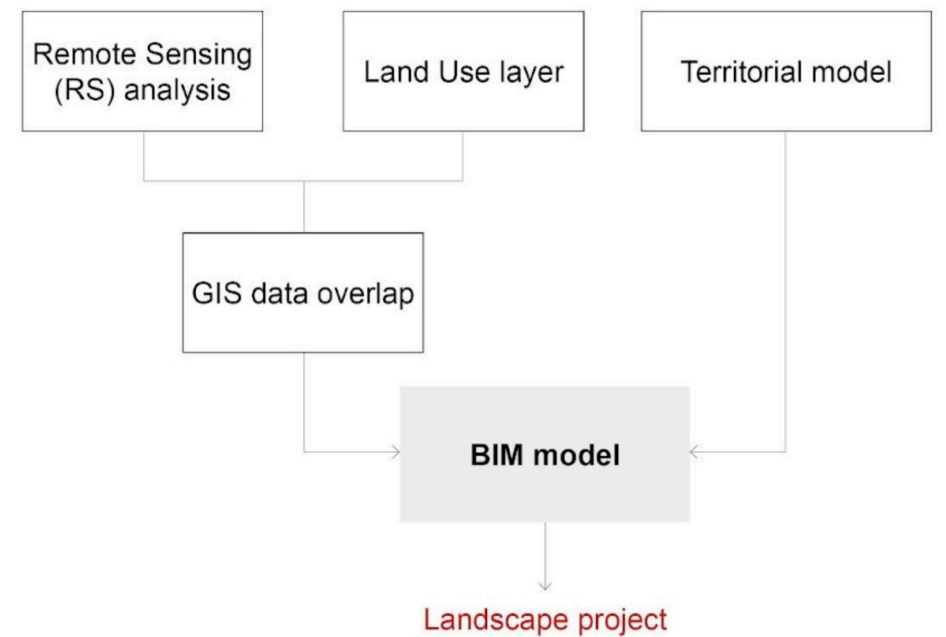 Remote Sensing
(RS) analysis
Land Use layer
Territorial model
GIS data overlap
BIM model
Landscape project